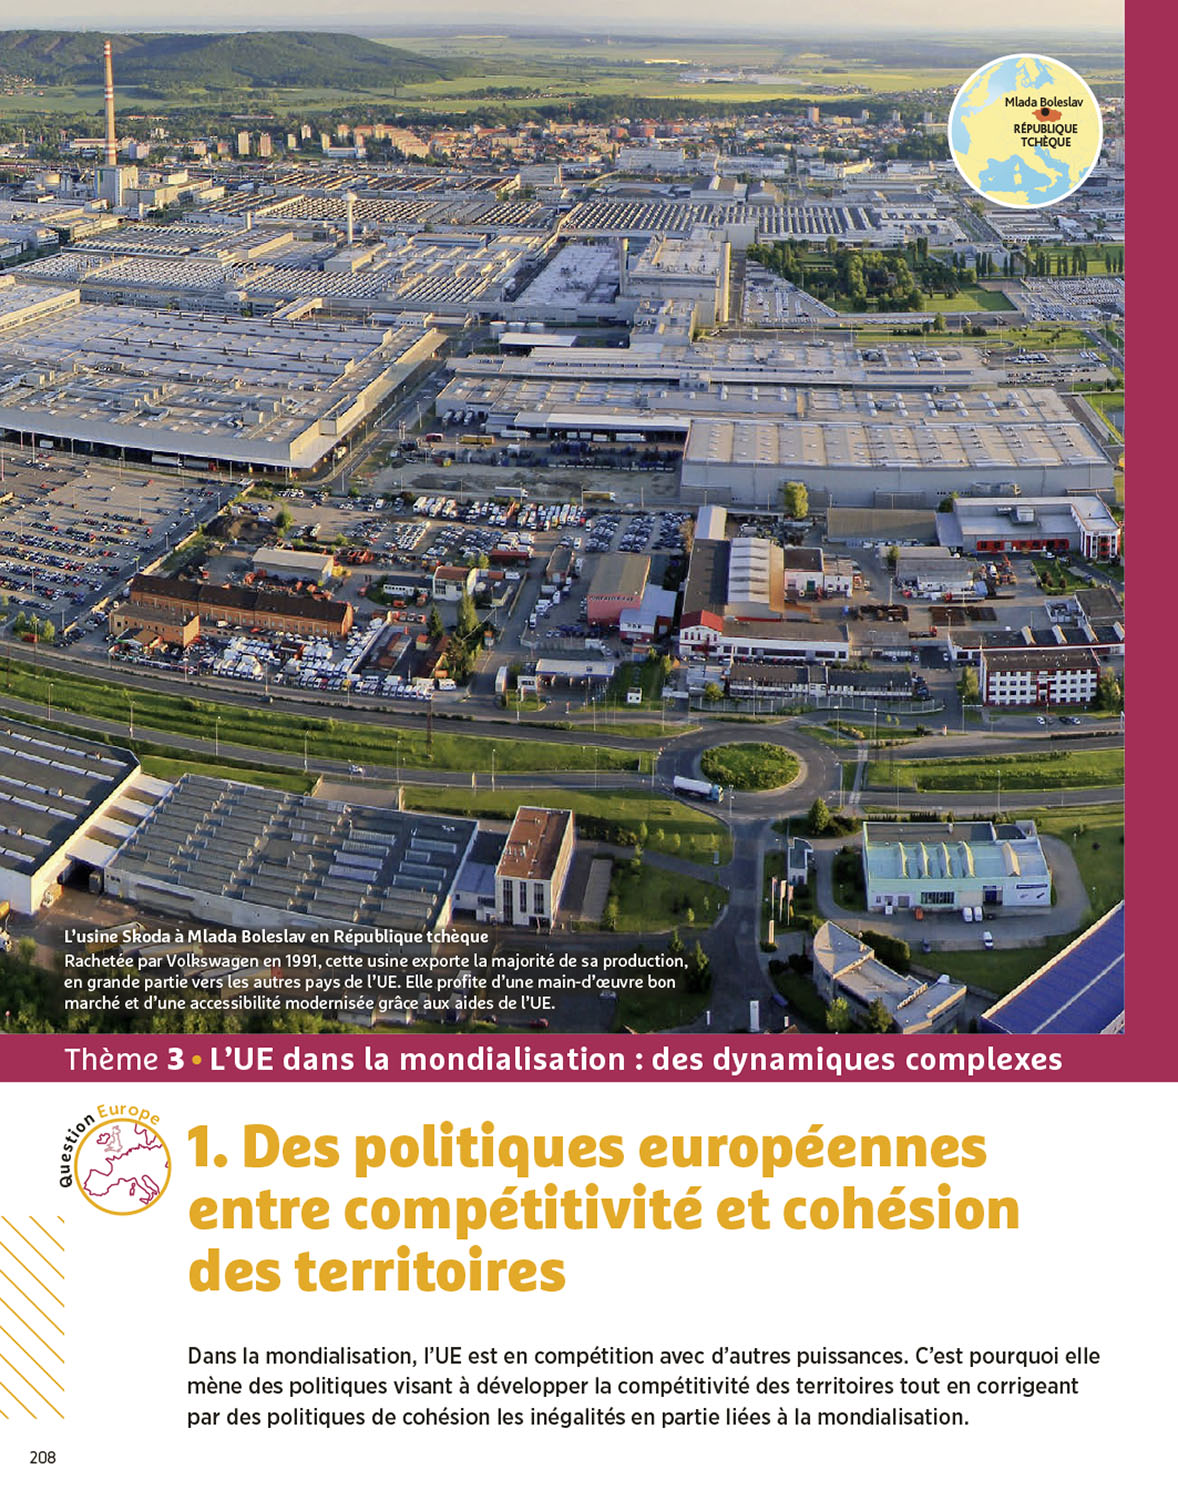 Mlada Boleslav
RÉPUBLIQUE
TCHÈQUE
L'usine Skoda à Mlada Boleslav en République tchèque
Rachetée par Volkswagen en 1991, cette usine exporte la majorité de sa production,
en grande partie vers les autres pays de l'UE. Elle profite d'une main-d'œuvre bon
marché et d'une accessibilité modernisée grâce aux aides de l'UE.
Thème 3 • L'UE dans la mondialisation : des dynamiques complexes
Question Europe
1. Des politiques européennes
entre compétitivité et cohésion
des territoires
Dans la mondialisation, l'UE est en compétition avec d'autres puissances. C'est pourquoi elle
mène des politiques visant à développer la compétitivité des territoires tout en corrigeant
par des politiques de cohésion les inégalités en partie liées à la mondialisation.
208